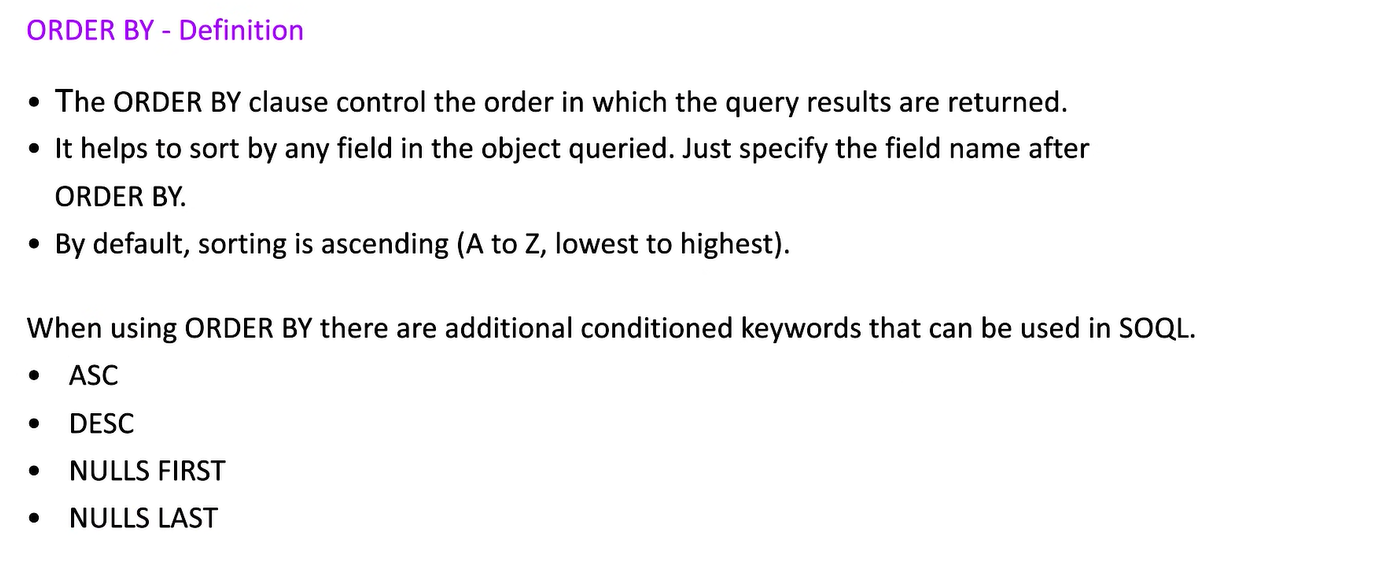 ORDER BY - Definition
• The ORDER BY clause control the order in which the query results are returned.
• It helps to sort by any field in the object queried. Just specify the field name after
ORDER BY.
• By default, sorting is ascending (A to Z, lowest to highest).
When using ORDER BY there are additional conditioned keywords that can be used in SOQL.
• ASC
• DESC
• NULLS FIRST
• NULLS LAST